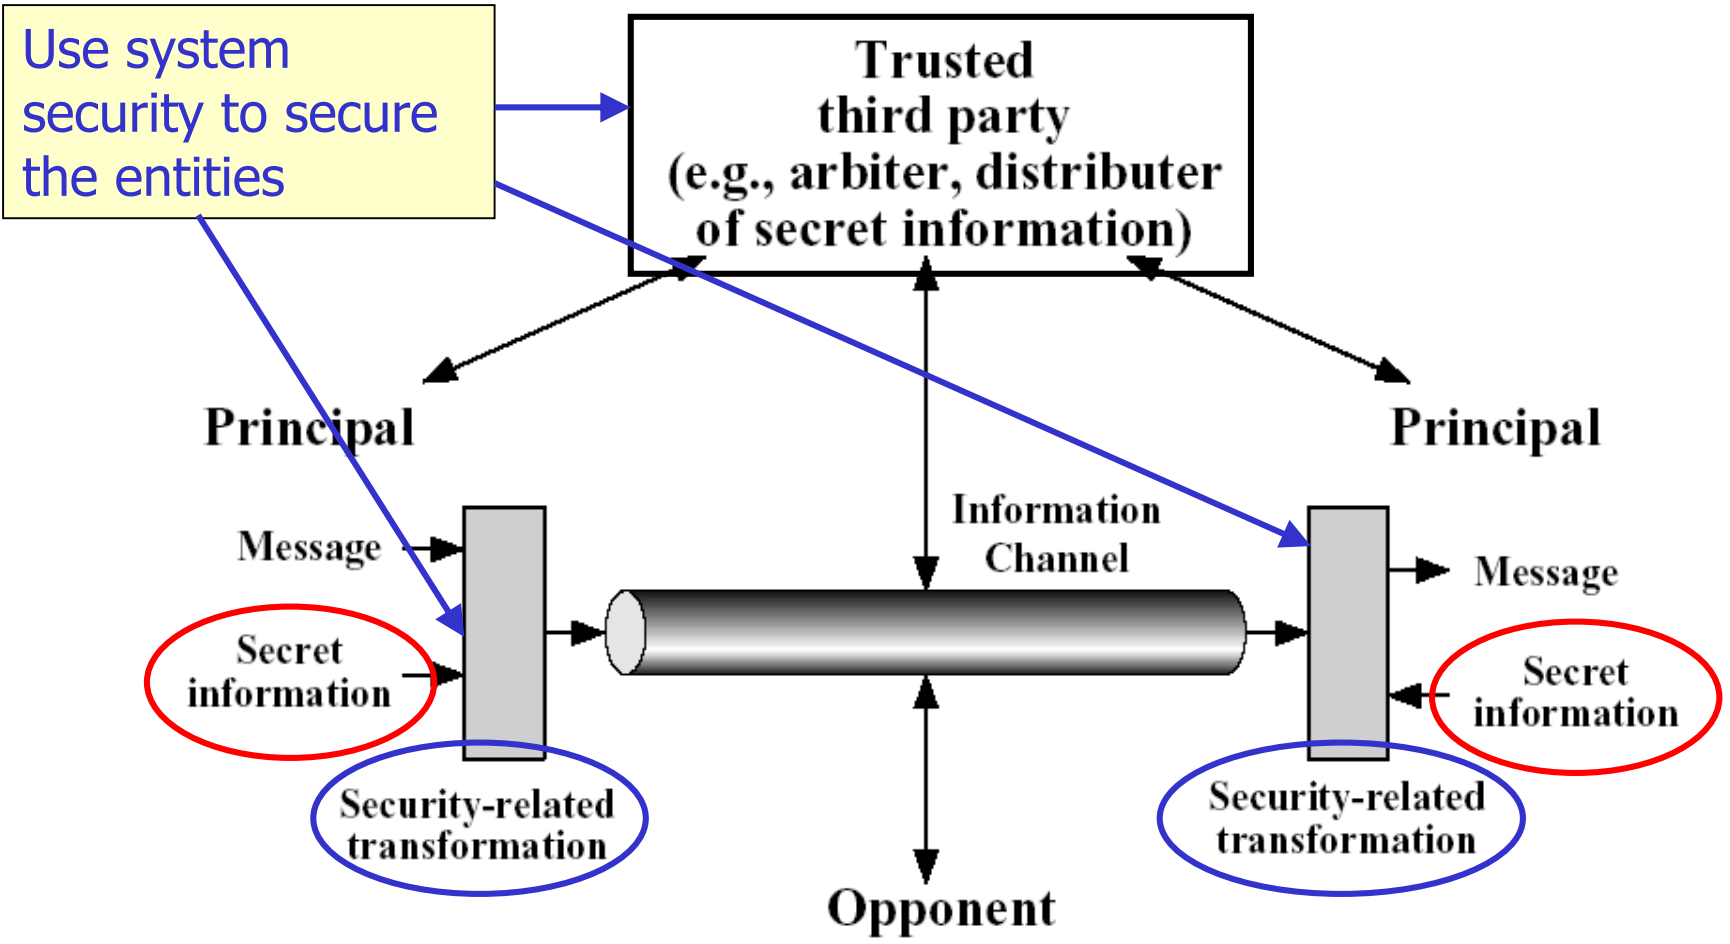 Use system
security to secure
the entities
Trusted
third party
(e.g., arbiter, distributer
of secret information)
Principal
Principal
Information
Channel
Message
Message
Secret
information
Secret
information
Security-related
transformation
Security-related
transformation
Opponent